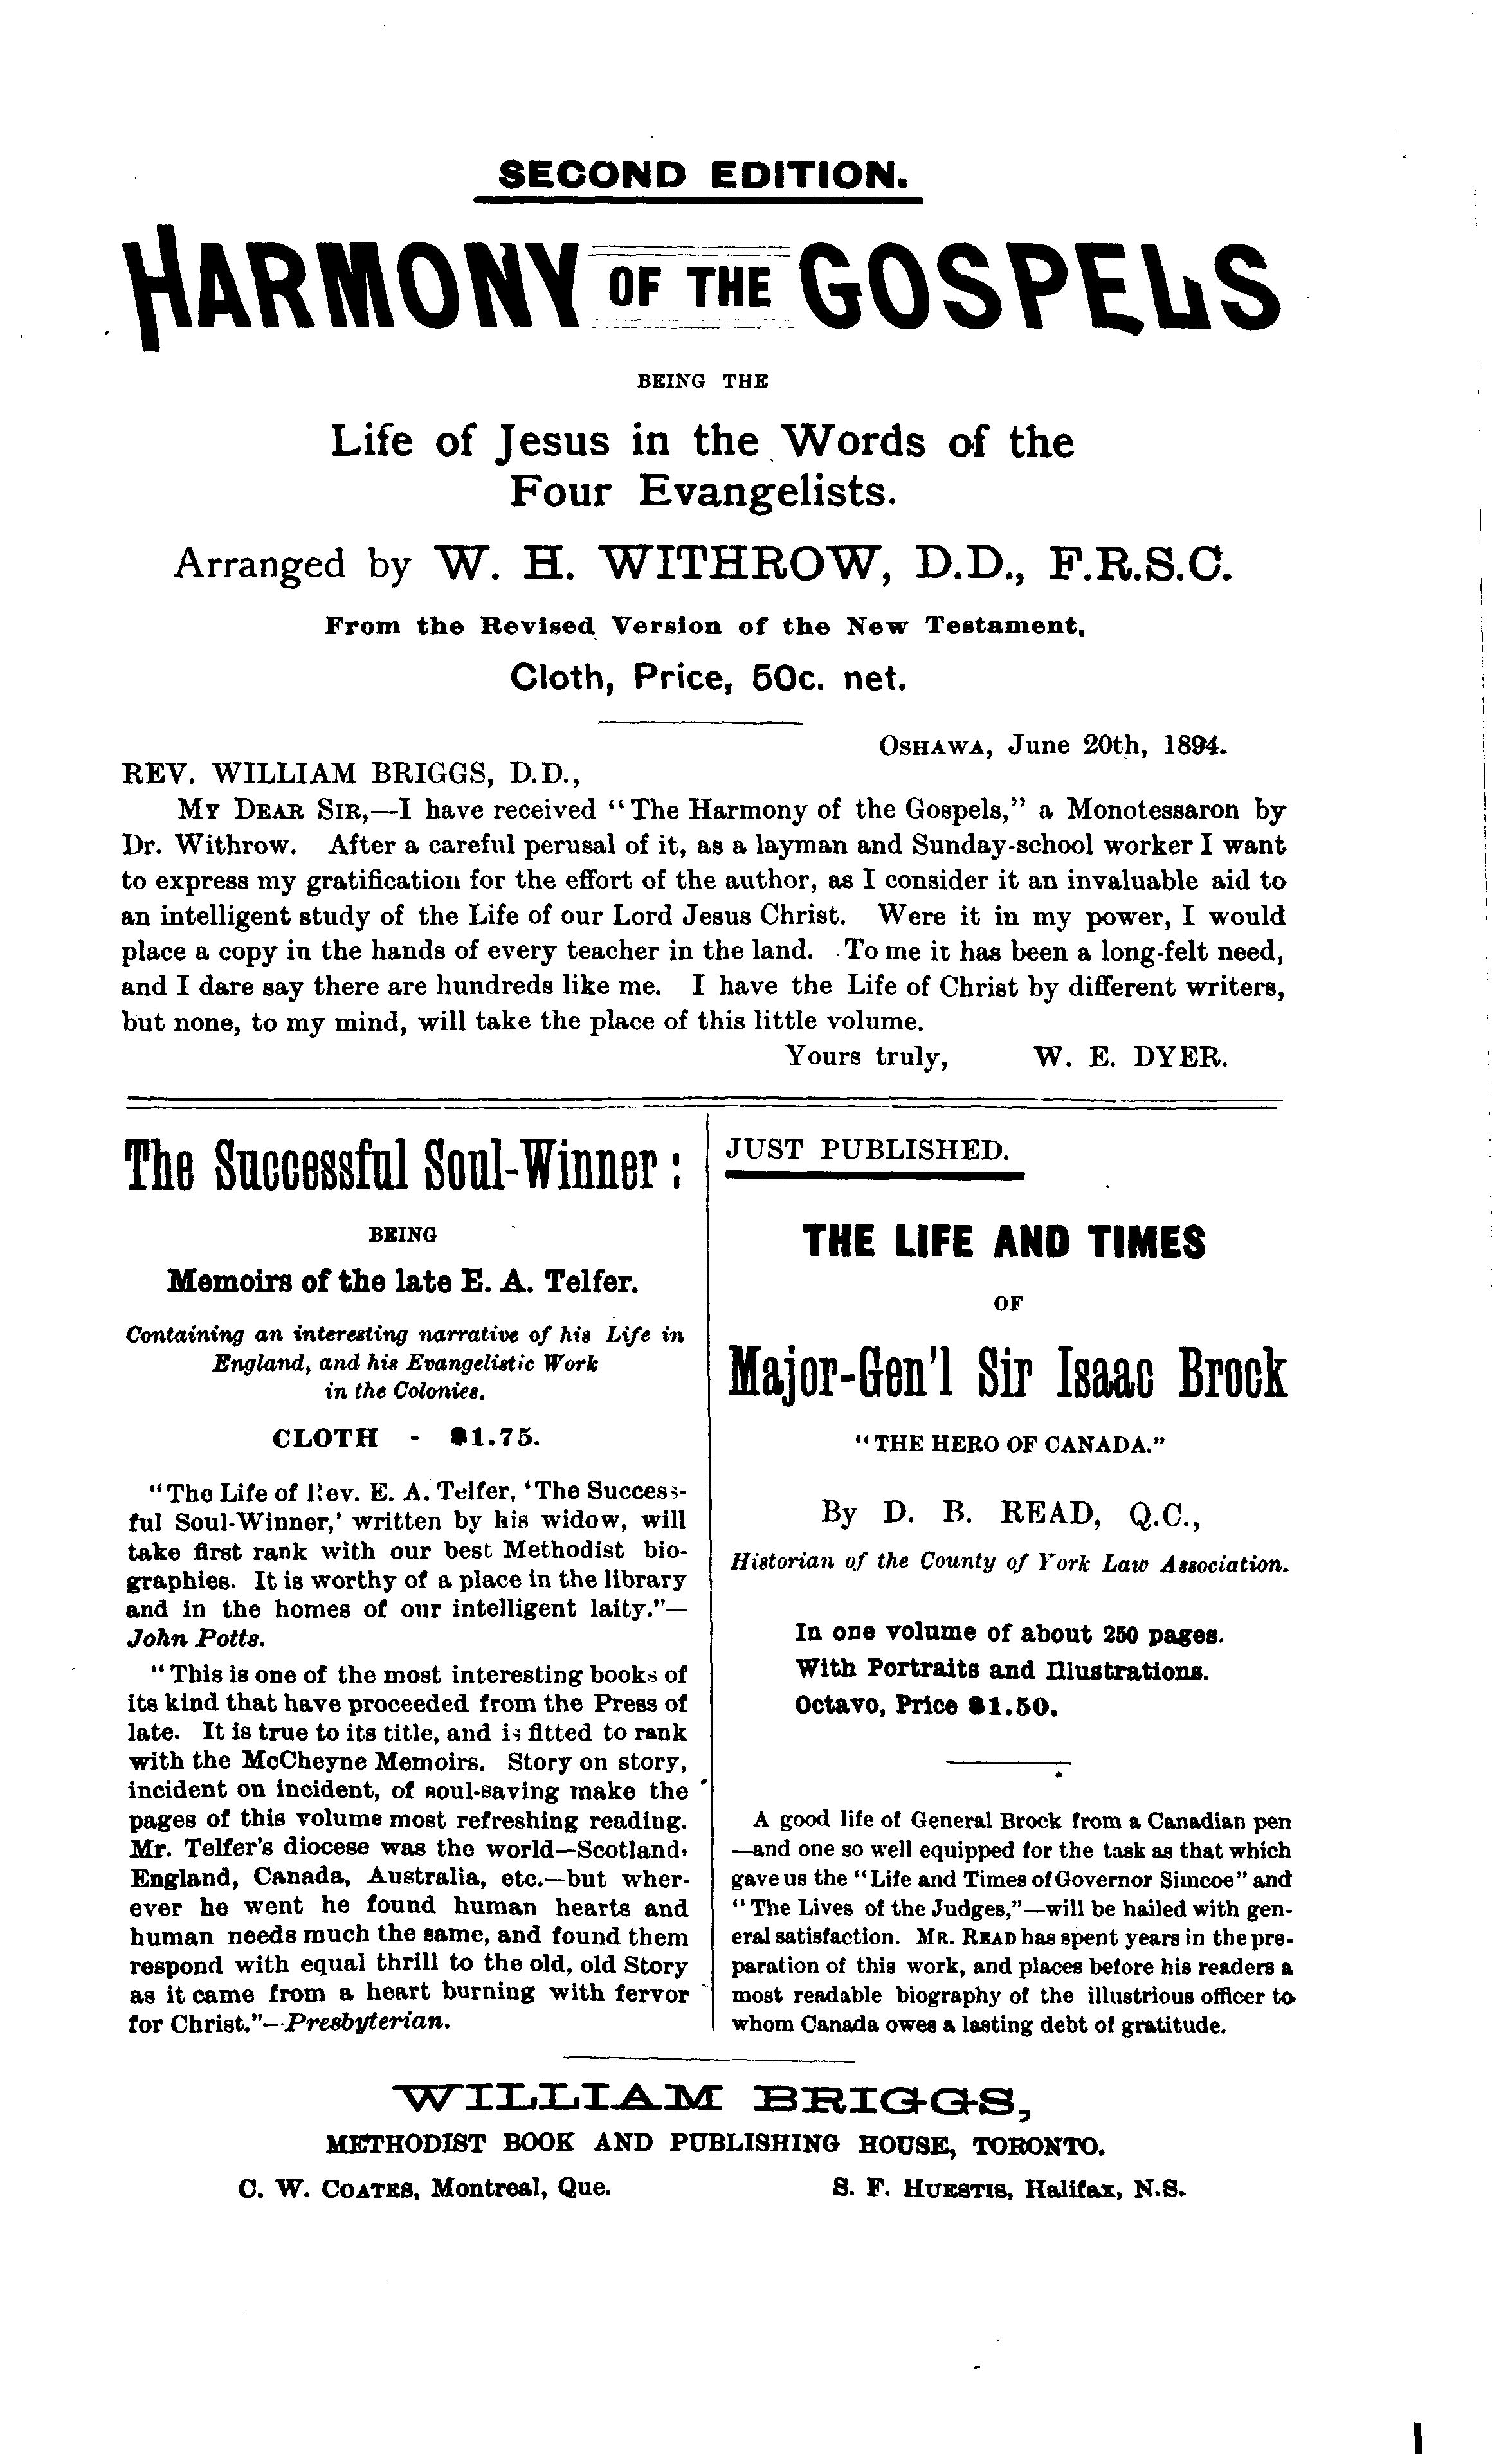 SECOND EDITION.
HARMONY OF THE GOSPELS
BEING THE
Life of Jesus in the Words of the
Four Evangelists.
Arranged by W. H. WITHROW, D.D., F.R.S.C.
From the Revised Version of the New Testament,
Cloth, Price, 50c. net.
OSHAWA, June 20th, 1894.
REV. WILLIAM BRIGGS, D.D.,
MY DEAR SIR,—I have received "The Harmony of the Gospels," a Monotessaron by
Dr. Withrow. After a careful perusal of it, as a layman and Sunday-school worker I want
to express my gratification for the effort of the author, as I consider it an invaluable aid to
an intelligent study of the Life of our Lord Jesus Christ. Were it in my power, I would
place a copy in the hands of every teacher in the land. To me it has been a long-felt need,
and I dare say there are hundreds like me. I have the Life of Christ by different writers,
but none, to my mind, will take the place of this little volume.
Yours truly, W. E. DYER.
The Successful Soul-Winner:
BEING
Memoirs of the late E. A. Telfer.
Containing an interesting narrative of his Life in
England, and his Evangelistic Work
in the Colonies.
CLOTH - $1.75.
"The Life of Rev. E. A. Telfer, 'The Success-
ful Soul-Winner,' written by his widow, will
take first rank with our best Methodist bio-
graphies. It is worthy of a place in the library
and in the homes of our intelligent laity."—
John Potts.
"This is one of the most interesting books of
its kind that have proceeded from the Press of
late. It is true to its title, and is fitted to rank
with the McCheyne Memoirs. Story on story,
incident on incident, of soul-saving make the
pages of this volume most refreshing reading.
Mr. Telfer's diocese was the world—Scotland,
England, Canada, Australia, etc.—but wher-
ever he went he found human hearts and
human needs much the same, and found them
respond with equal thrill to the old, old Story
as it came from a heart burning with fervor
for Christ."—Presbyterian.
JUST PUBLISHED.
THE LIFE AND TIMES
OF
Major-Gen'l Sir Isaac Brock
"THE HERO OF CANADA."
By D. B. READ, Q.C.,
Historian of the County of York Law Association.
In one volume of about 250 pages.
With Portraits and Illustrations.
Octavo, Price $1.50.
A good life of General Brock from a Canadian pen
—and one so well equipped for the task as that which
gave us the "Life and Times of Governor Simcoe" and
"The Lives of the Judges,"—will be hailed with gen-
eral satisfaction. MR. READ has spent years in the pre-
paration of this work, and places before his readers a
most readable biography of the illustrious officer to
whom Canada owes a lasting debt of gratitude.
WILLIAM BRIGGS,
METHODIST BOOK AND PUBLISHING HOUSE, TORONTO.
C. W. COATES, Montreal, Que. S. F. HUESTIS, Halifax, N.S.